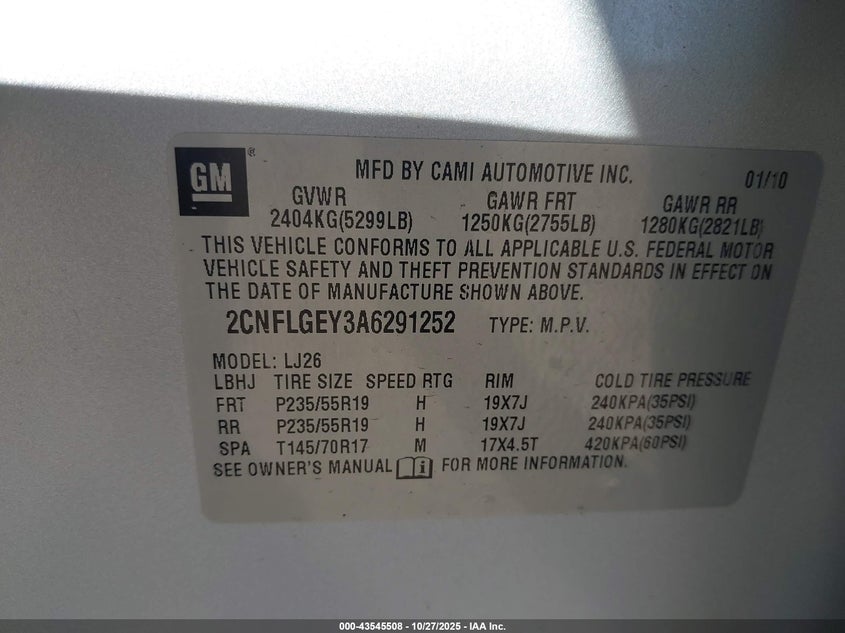 GM ®
MFD BY CAMI AUTOMOTIVE INC. 01/10
GVWR GAWR FRT GAWR RR
2404KG(5299LB) 1250KG(2755LB) 1280KG(2821LB)
THIS VEHICLE CONFORMS TO ALL APPLICABLE U.S. FEDERAL MOTOR
VEHICLE SAFETY AND THEFT PREVENTION STANDARDS IN EFFECT ON
THE DATE OF MANUFACTURE SHOWN ABOVE.
2CNFLGEY3A6291252 TYPE: M.P.V.
MODEL: LJ26
LBHJ TIRE SIZE SPEED RTG RIM COLD TIRE PRESSURE
FRT P235/55R19 H 19X7J 240KPA(35PSI)
RR P235/55R19 H 19X7J 240KPA(35PSI)
SPA T145/70R17 M 17X4.5T 420KPA(60PSI)
SEE OWNER'S MANUAL i FOR MORE INFORMATION.
000-43545508 | 10/27/2025 - IAA Inc.